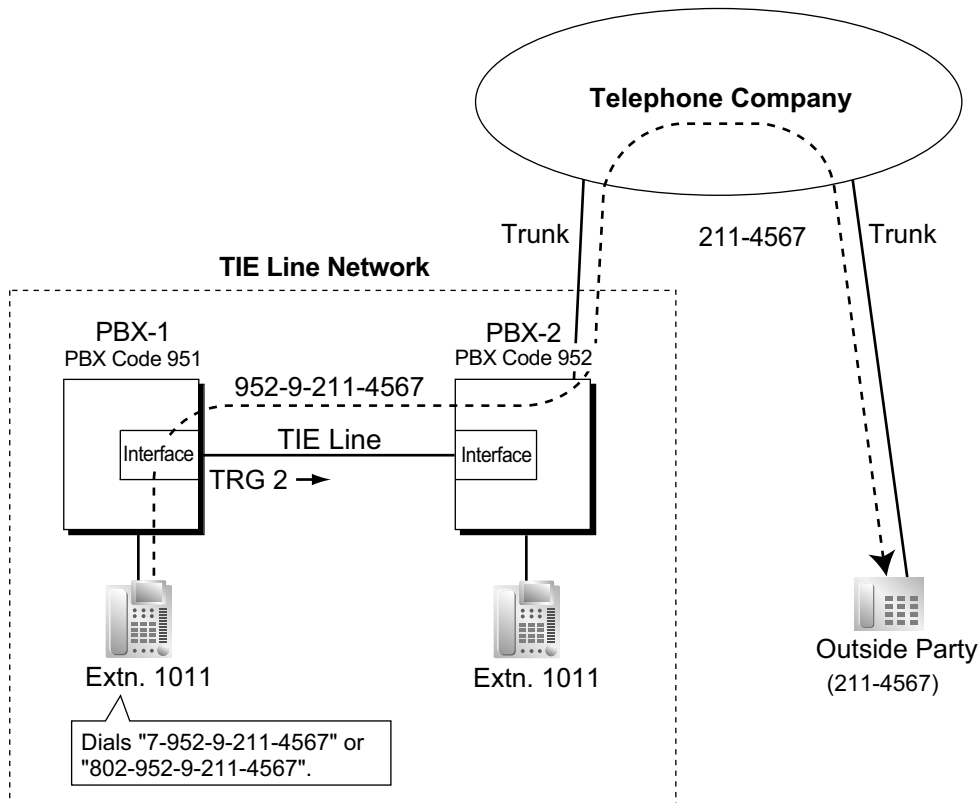 Telephone Company
Trunk
211-4567
Trunk
TIE Line Network
PBX-1
PBX Code 951
PBX-2
PBX Code 952
952-9-211-4567
Interface
TIE Line
Interface
TRG 2 →
Extn. 1011
Extn. 1011
Outside Party
(211-4567)
Dials "7-952-9-211-4567" or
"802-952-9-211-4567".